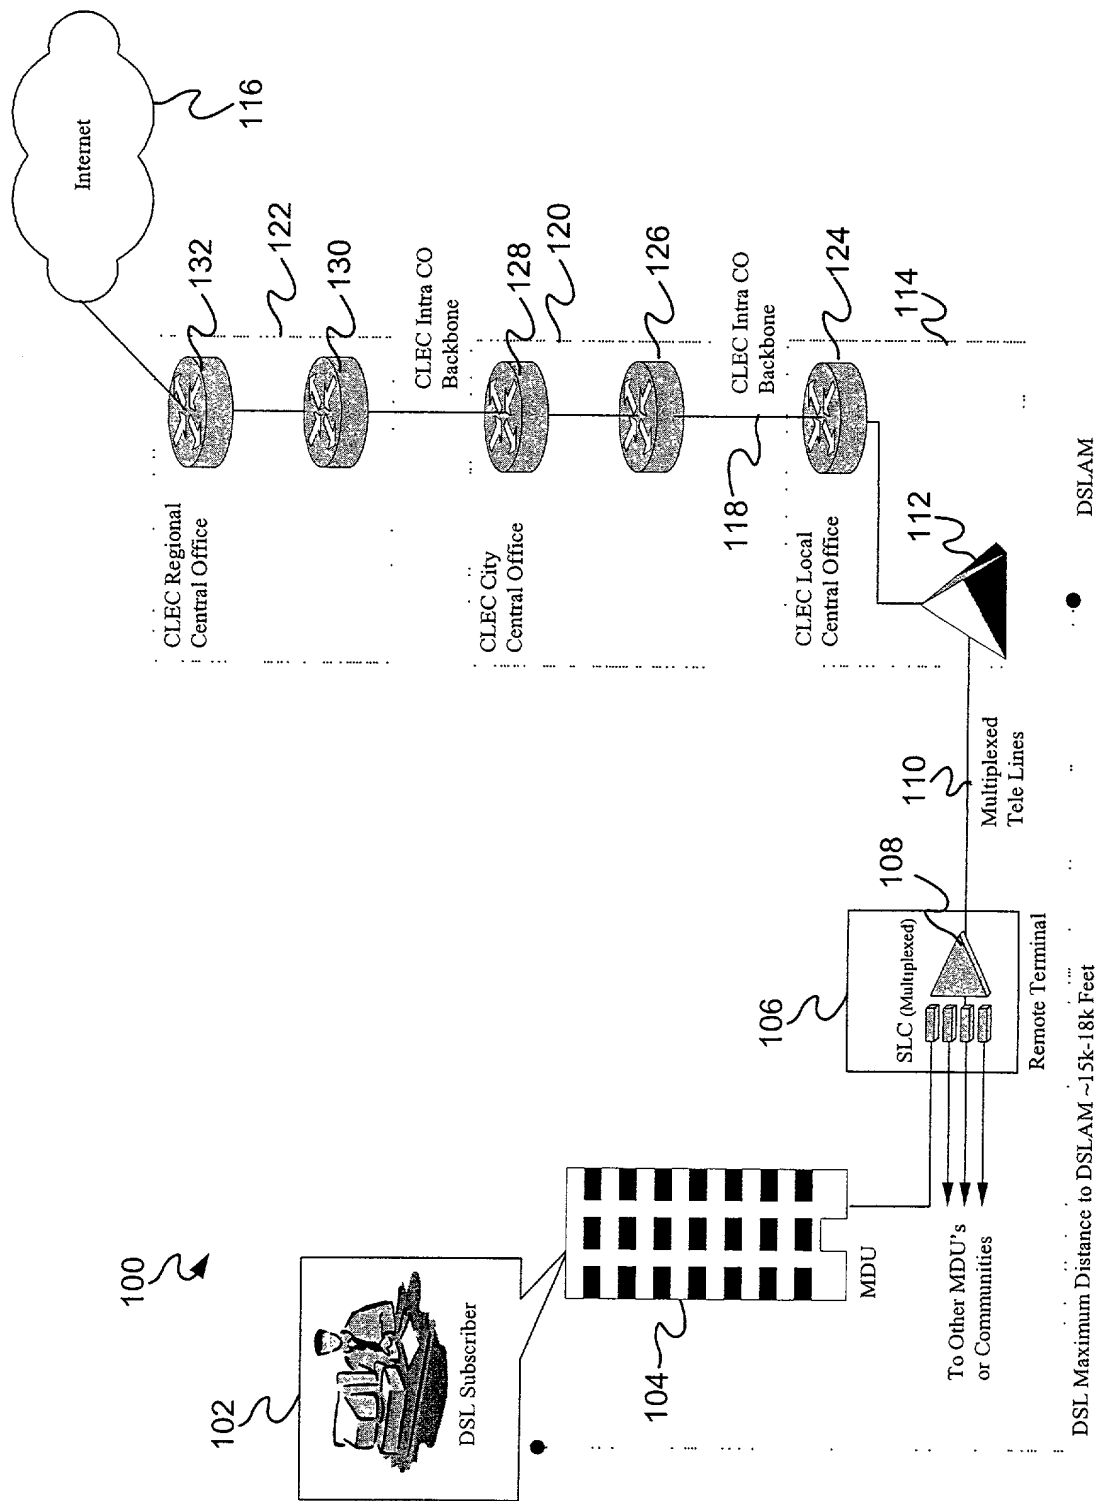 100
102
DSL Subscriber
104
MDU
To Other MDU's
or Communities
106
SLC (Multiplexed)
108
Remote Terminal
110
Multiplexed
Tele Lines
112
DSLAM
DSL Maximum Distance to DSLAM ~15k-18k Feet
CLEC Local
Central Office
114
124
118
CLEC Intra CO
Backbone
CLEC City
Central Office
126
120
128
CLEC Intra CO
Backbone
CLEC Regional
Central Office
130
122
132
Internet
116